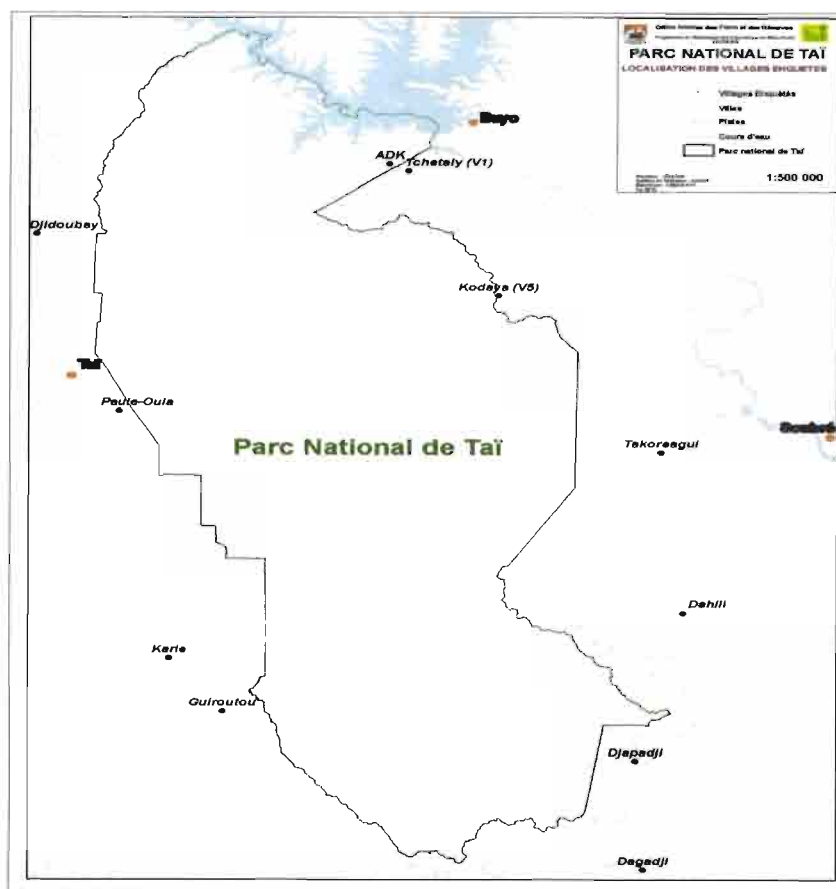 PARC NATIONAL DE TAÏ
LOCALISATION DES VILLAGES ENQUETES
Villages Enquêtés
Villes
Pistes
Cours d'eau
Parc national de Taï
1:500 000
Buyo
ADK
Tchetaly (V1)
Djidoubay
Kodaya (V5)
Taï
Paule-Oula
Parc National de Taï
Takoreagui
Soubré
Dahili
Karie
Guiroutou
Djapadji
Dagadji